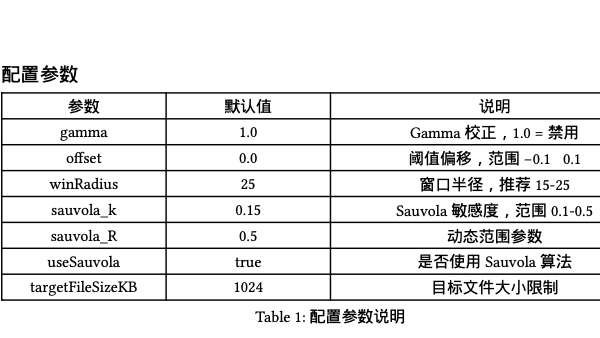 配置参数
参数 默认值 说明
gamma 1.0 Gamma 校正，1.0 = 禁用
offset 0.0 阈值偏移，范围 −0.1 0.1
winRadius 25 窗口半径，推荐 15-25
sauvola_k 0.15 Sauvola 敏感度，范围 0.1-0.5
sauvola_R 0.5 动态范围参数
useSauvola true 是否使用 Sauvola 算法
targetFileSizeKB 1024 目标文件大小限制
Table 1: 配置参数说明